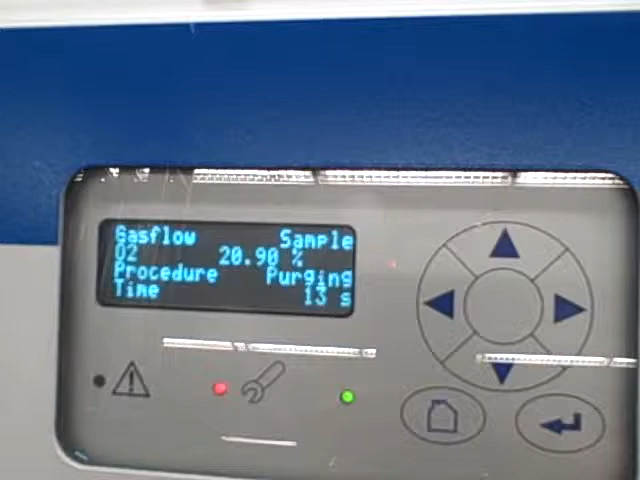 Gasflow Sample
O2 20.90 %
Procedure Purging
Time 13 s